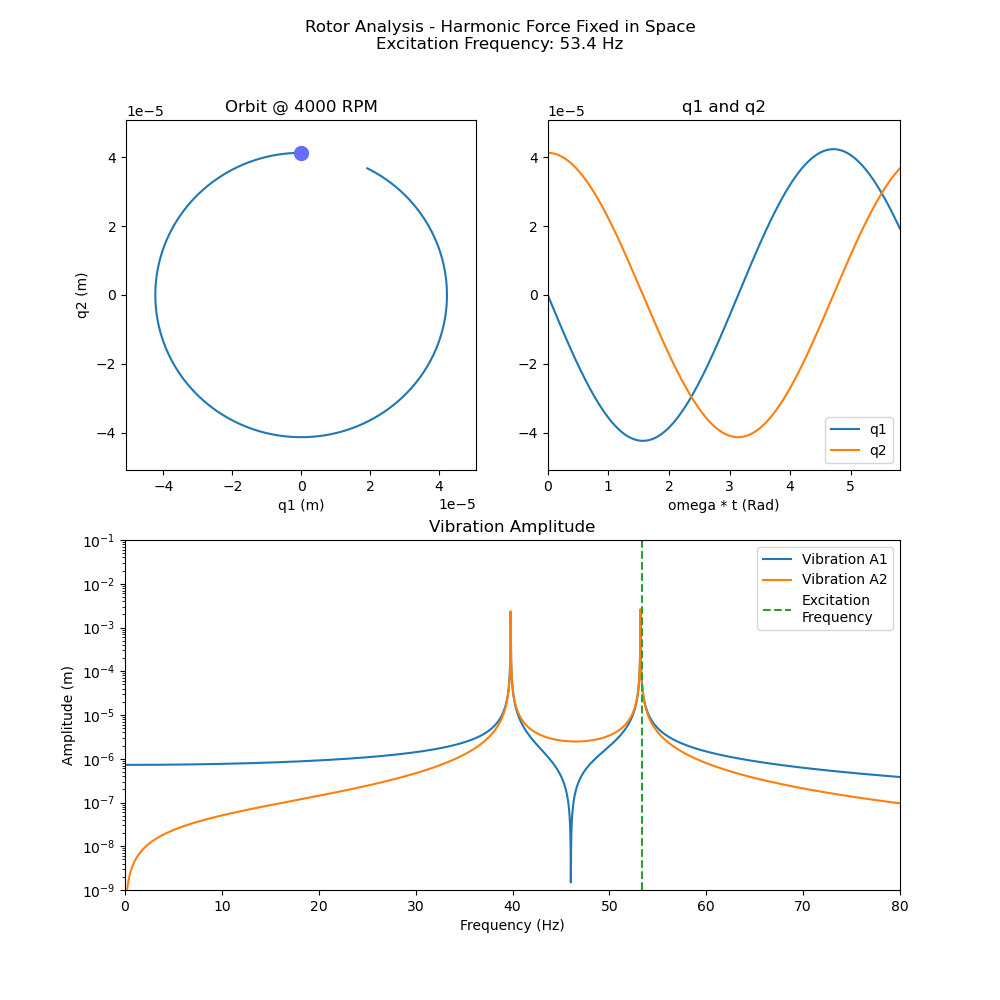 Rotor Analysis - Harmonic Force Fixed in Space
Excitation Frequency: 53.4 Hz
Orbit @ 4000 RPM
1e−5
4
2
0
−2
−4
q2 (m)
−4 −2 0 2 4
q1 (m)
1e−5
q1 and q2
1e−5
4
2
0
−2
−4
0 1 2 3 4 5
omega * t (Rad)
q1
q2
Vibration Amplitude
10⁻¹
10⁻²
10⁻³
10⁻⁴
10⁻⁵
10⁻⁶
10⁻⁷
10⁻⁸
10⁻⁹
Amplitude (m)
0 10 20 30 40 50 60 70 80
Frequency (Hz)
Vibration A1
Vibration A2
Excitation
Frequency